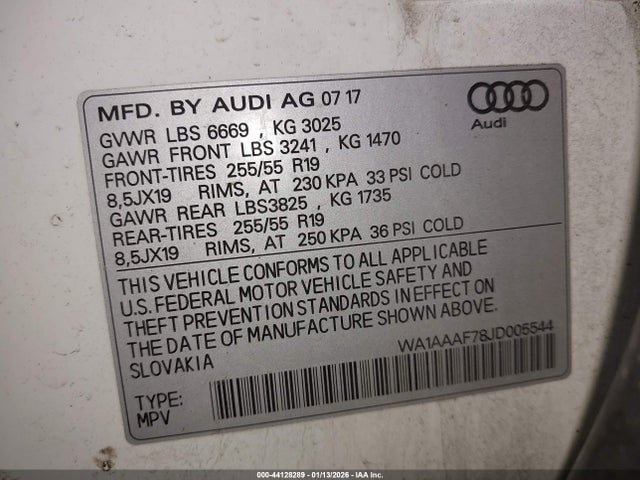 MFD. BY AUDI AG 07 17
Audi
GVWR LBS 6669 , KG 3025
GAWR FRONT LBS 3241 , KG 1470
FRONT-TIRES 255/55 R19
8,5JX19 RIMS, AT 230 KPA 33 PSI COLD
GAWR REAR LBS3825 , KG 1735
REAR-TIRES 255/55 R19
8,5JX19 RIMS, AT 250 KPA 36 PSI COLD
THIS VEHICLE CONFORMS TO ALL APPLICABLE
U.S. FEDERAL MOTOR VEHICLE SAFETY AND
THEFT PREVENTION STANDARDS IN EFFECT ON
THE DATE OF MANUFACTURE SHOWN ABOVE.
SLOVAKIA
WA1AAAF78JD005544
TYPE:
MPV
000-44128289 - 01/13/2026 - IAA Inc.